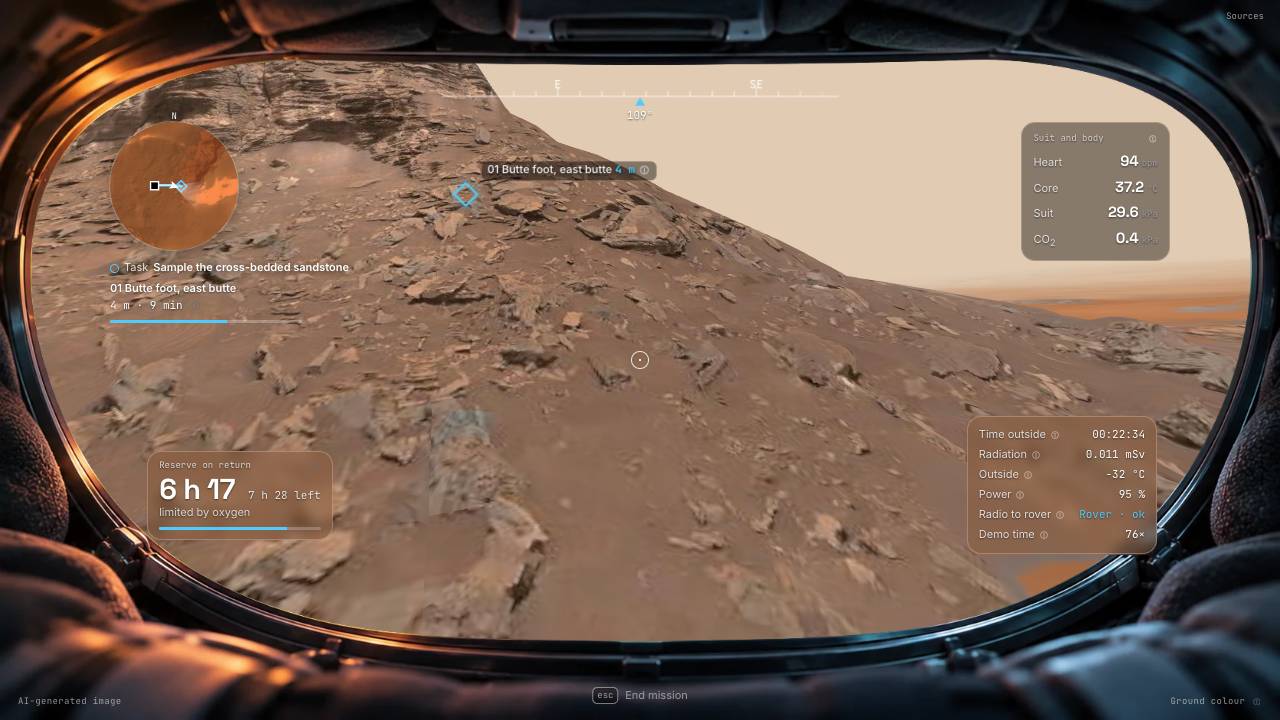 Sources
E
SE
109°
N
01 Butte foot, east butte 4 m
Suit and body
Heart 94 bpm
Core 37.2 °C
Suit 29.6 kPa
CO2 0.4 kPa
Task Sample the cross-bedded sandstone
01 Butte foot, east butte
4 m · 9 min
Reserve on return
6 h 17 7 h 28 left
limited by oxygen
Time outside 00:22:34
Radiation 0.011 mSv
Outside -32 °C
Power 95 %
Radio to rover Rover · ok
Demo time 76×
esc End mission
AI-generated image
Ground colour